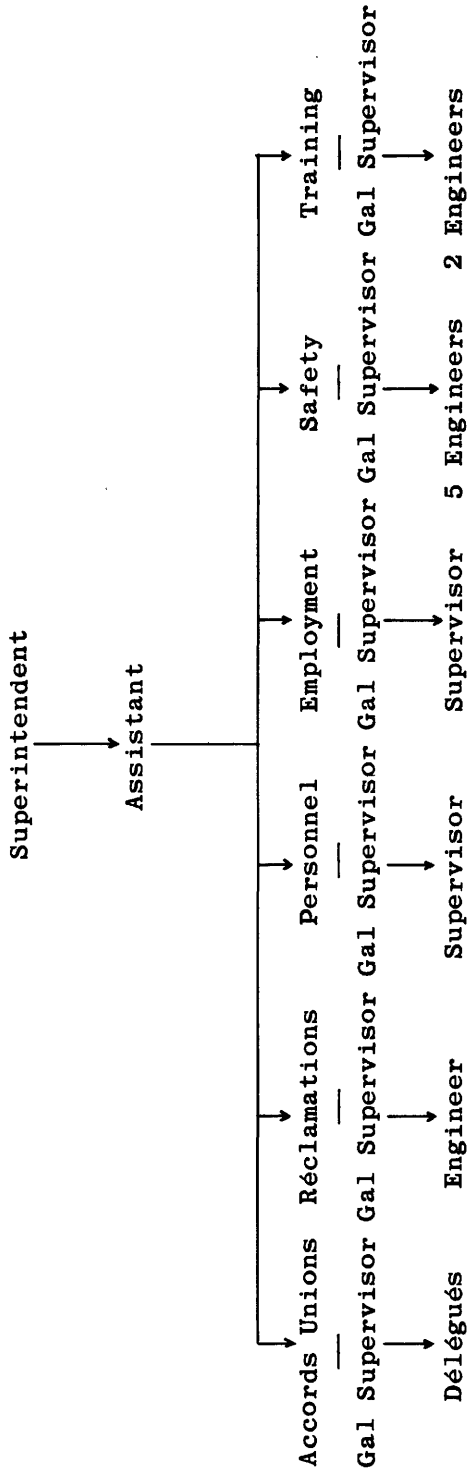 Superintendent
Assistant
Accords Unions Réclamations Personnel Employment Safety Training
Gal Supervisor Gal Supervisor Gal Supervisor Gal Supervisor Gal Supervisor Gal Supervisor
Délégués Engineer Supervisor Supervisor 5 Engineers 2 Engineers